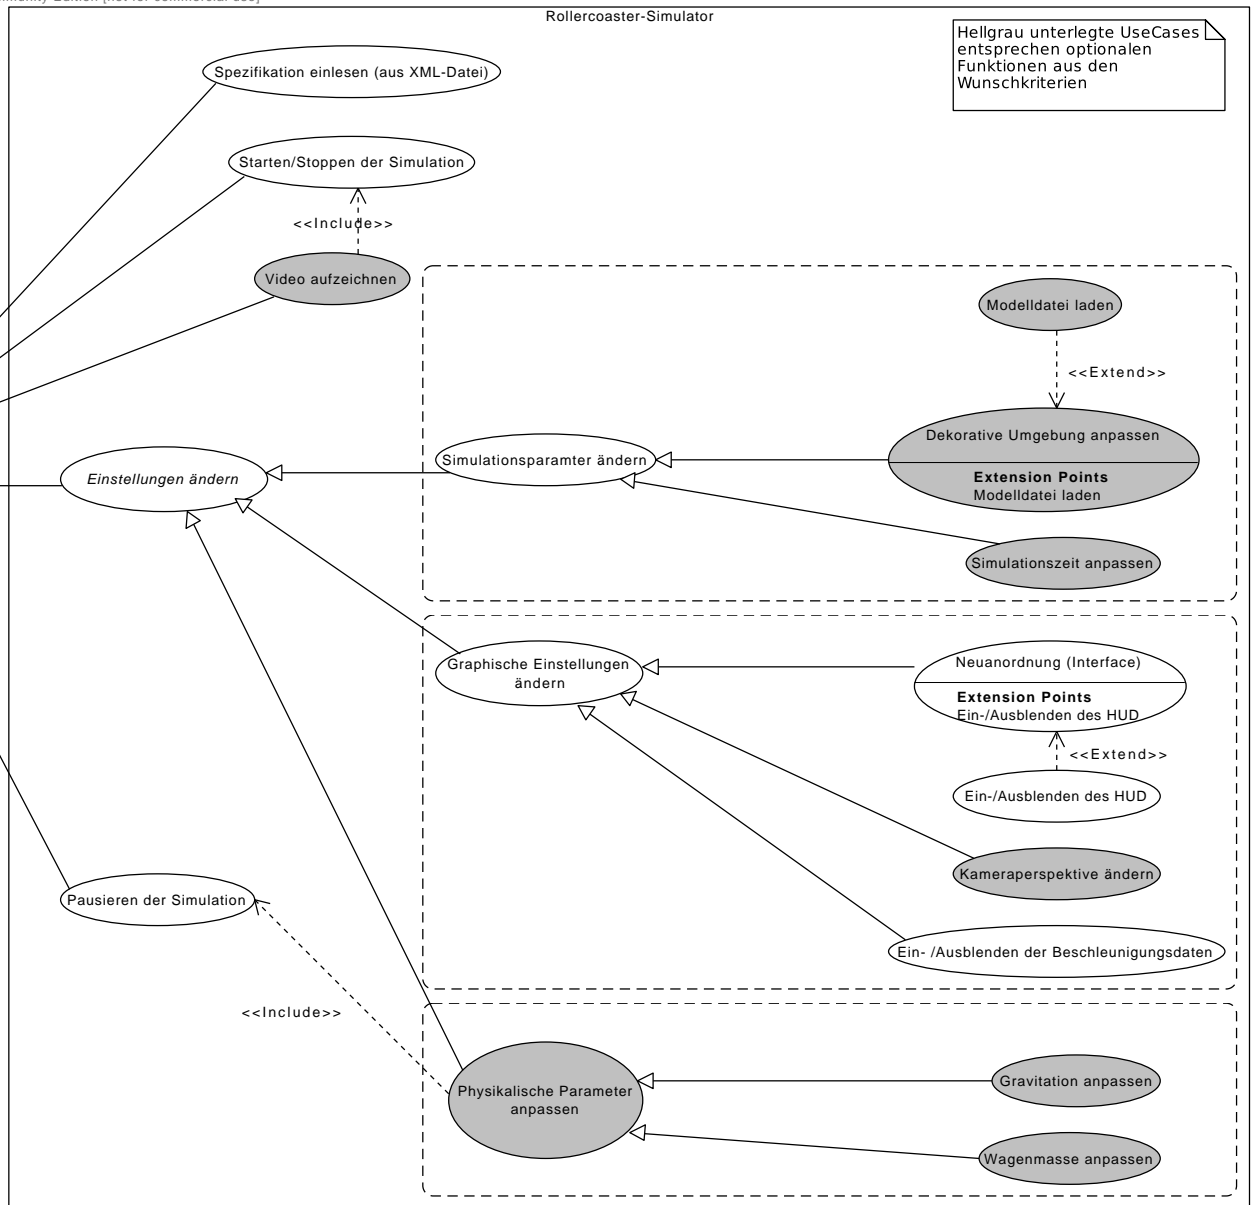 Rollercoaster-Simulator
Hellgrau unterlegte UseCases
entsprechen optionalen
Funktionen aus den
Wunschkriterien
Spezifikation einlesen (aus XML-Datei)
Starten/Stoppen der Simulation
<<Include>>
Video aufzeichnen
Modelldatei laden
<<Extend>>
Dekorative Umgebung anpassen
Extension Points
Modelldatei laden
Simulationsparamter ändern
Einstellungen ändern
Simulationszeit anpassen
Graphische Einstellungen
ändern
Neuanordnung (Interface)
Extension Points
Ein-/Ausblenden des HUD
<<Extend>>
Ein-/Ausblenden des HUD
Kameraperspektive ändern
Pausieren der Simulation
Ein- /Ausblenden der Beschleunigungsdaten
<<Include>>
Physikalische Parameter
anpassen
Gravitation anpassen
Wagenmasse anpassen